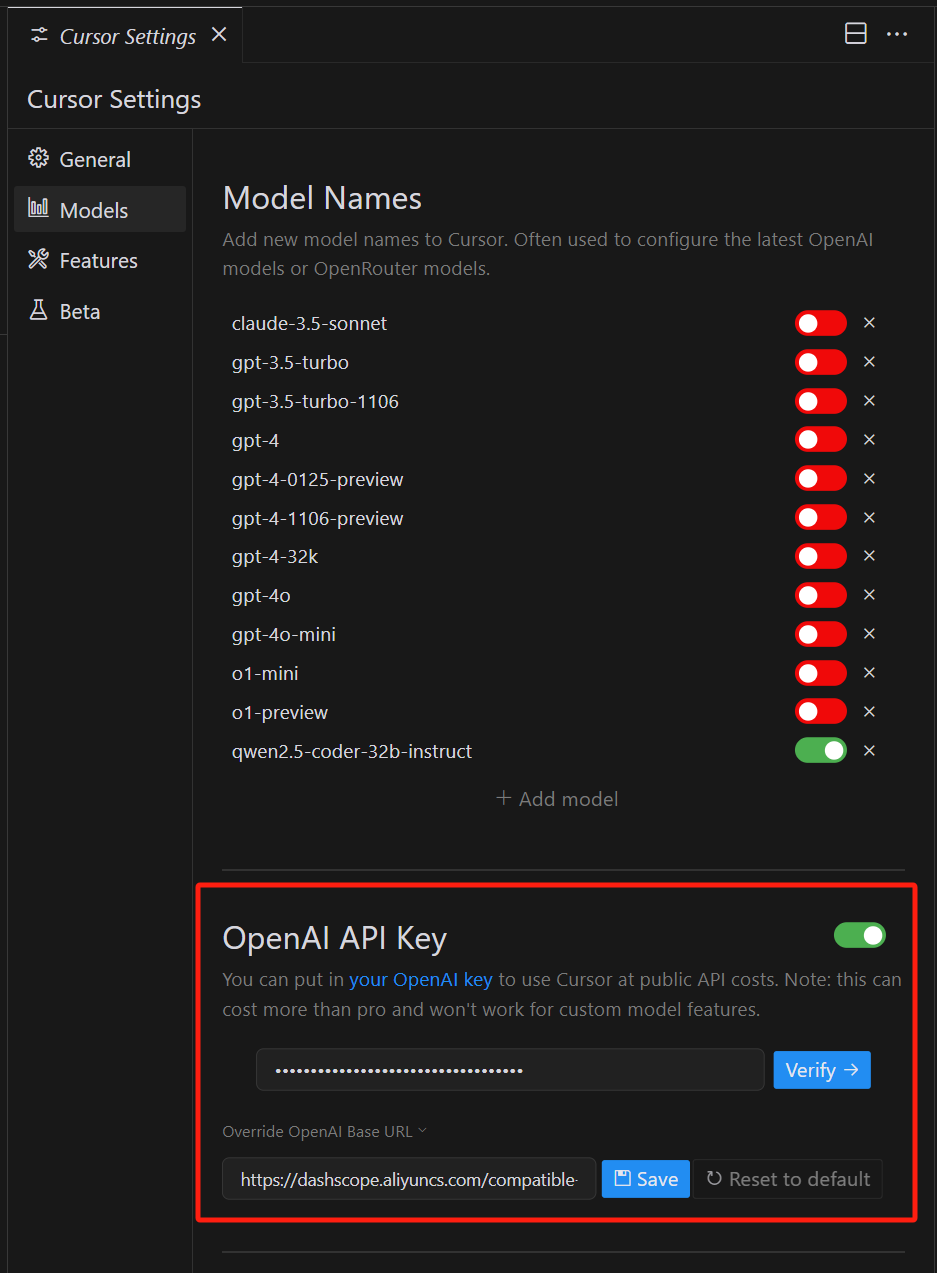 Cursor Settings
Cursor Settings
General
Models
Features
Beta
Model Names
Add new model names to Cursor. Often used to configure the latest OpenAI
models or OpenRouter models.
claude-3.5-sonnet
gpt-3.5-turbo
gpt-3.5-turbo-1106
gpt-4
gpt-4-0125-preview
gpt-4-1106-preview
gpt-4-32k
gpt-4o
gpt-4o-mini
o1-mini
o1-preview
qwen2.5-coder-32b-instruct
+ Add model
OpenAI API Key
You can put in your OpenAI key to use Cursor at public API costs. Note: this can
cost more than pro and won't work for custom model features.
••••••••••••••••••••••••••••••••••• Verify →
Override OpenAI Base URL
https://dashscope.aliyuncs.com/compatible- Save Reset to default